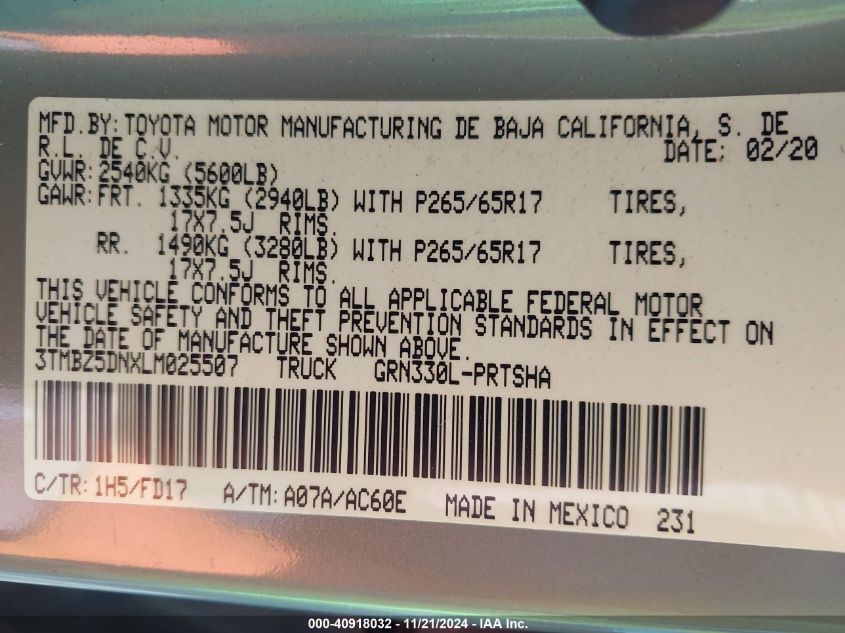 MFD.BY: TOYOTA MOTOR MANUFACTURING DE BAJA CALIFORNIA, S. DE
R.L. DE C.V. DATE: 02/20
GVWR: 2540KG (5600LB)
GAWR: FRT. 1335KG (2940LB) WITH P265/65R17 TIRES,
17X7.5J RIMS.
RR. 1490KG (3280LB) WITH P265/65R17 TIRES,
17X7.5J RIMS.
THIS VEHICLE CONFORMS TO ALL APPLICABLE FEDERAL MOTOR
VEHICLE SAFETY AND THEFT PREVENTION STANDARDS IN EFFECT ON
THE DATE OF MANUFACTURE SHOWN ABOVE.
3TMBZ5DNXLM025507 TRUCK GRN330L-PRTSHA
C/TR: 1H5/FD17 A/TM: A07A/AC60E MADE IN MEXICO 231
000-40918032 - 11/21/2024 - IAA Inc.